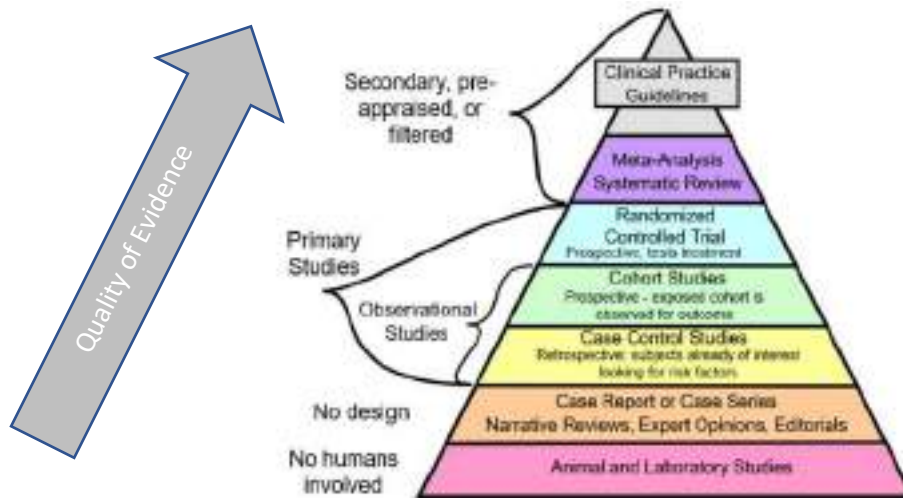 Quality of Evidence
Secondary, pre-
appraised, or
filtered
Primary
Studies
Observational
Studies
No design
No humans
involved
Clinical Practice
Guidelines
Meta-Analysis
Systematic Review
Randomized
Controlled Trial
Prospective, tests treatment
Cohort Studies
Prospective - exposed cohort is
observed for outcome
Case Control Studies
Retrospective: subjects already of interest
looking for risk factors
Case Report or Case Series
Narrative Reviews, Expert Opinions, Editorials
Animal and Laboratory Studies